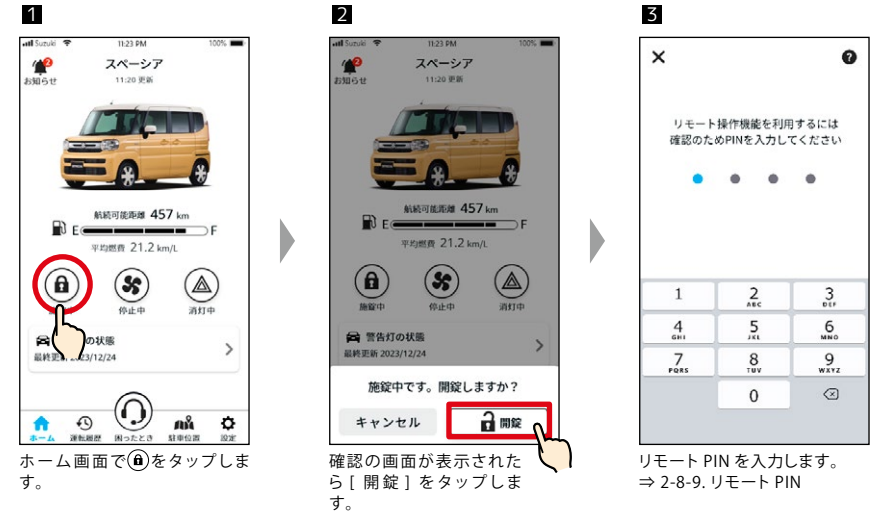 1
Suzuki 11:23 PM 100%
2
お知らせ
スペーシア
11:20 更新
航続可能距離 457 km
E F
平均燃費 21.2 km/L
停止中
消灯中
の状態
最終更新 2023/12/24
ホーム
運転履歴
困ったとき
駐車位置
設定
ホーム画面で をタップしま
す。
2
Suzuki 11:23 PM 100%
2
お知らせ
スペーシア
11:20 更新
航続可能距離 457 km
E F
平均燃費 21.2 km/L
施錠中
停止中
消灯中
警告灯の状態
最終更新 2023/12/24
施錠中です。開錠しますか?
キャンセル
開錠
確認の画面が表示された
ら [ 開錠 ] をタップしま
す。
3
×
?
リモート操作機能を利用するには
確認のためPINを入力してください
1
2 ABC
3 DEF
4 GHI
5 JKL
6 MNO
7 PQRS
8 TUV
9 WXYZ
0
リモート PIN を入力します。
⇒ 2-8-9. リモート PIN